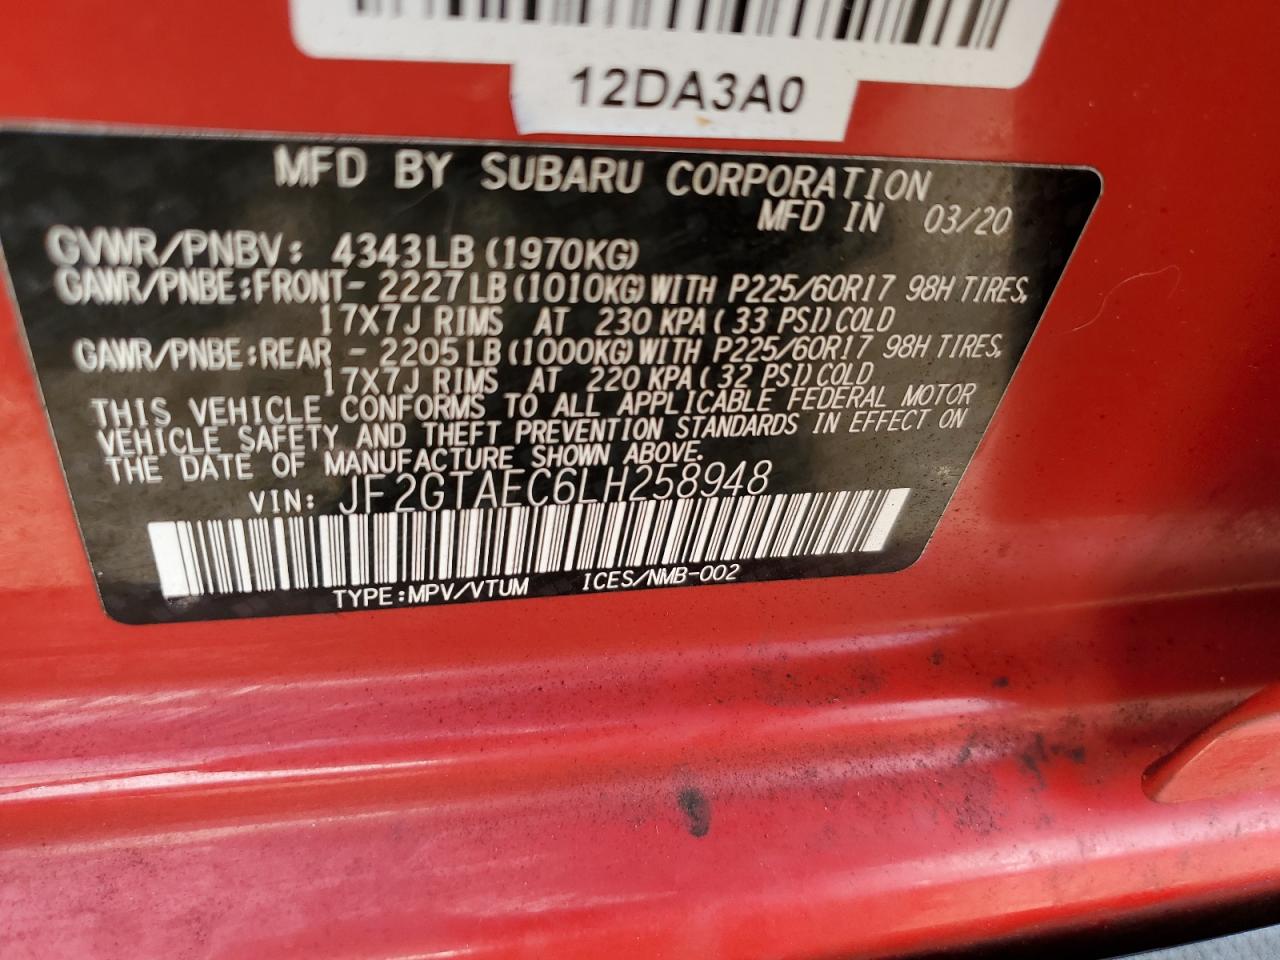 12DA3A0
MFD BY SUBARU CORPORATION
MFD IN 03/20
GVWR/PNBV: 4343LB (1970KG)
GAWR/PNBE:FRONT- 2227 LB (1010KG) WITH P225/60R17 98H TIRES,
17X7J RIMS AT 230 KPA ( 33 PSI) COLD
GAWR/PNBE:REAR - 2205 LB (1000KG) WITH P225/60R17 98H TIRES,
17X7J RIMS AT 220 KPA ( 32 PSI) COLD
THIS VEHICLE CONFORMS TO ALL APPLICABLE FEDERAL MOTOR
VEHICLE SAFETY AND THEFT PREVENTION STANDARDS IN EFFECT ON
THE DATE OF MANUFACTURE SHOWN ABOVE.
VIN: JF2GTAEC6LH258948
TYPE:MPV/VTUM ICES/NMB-002